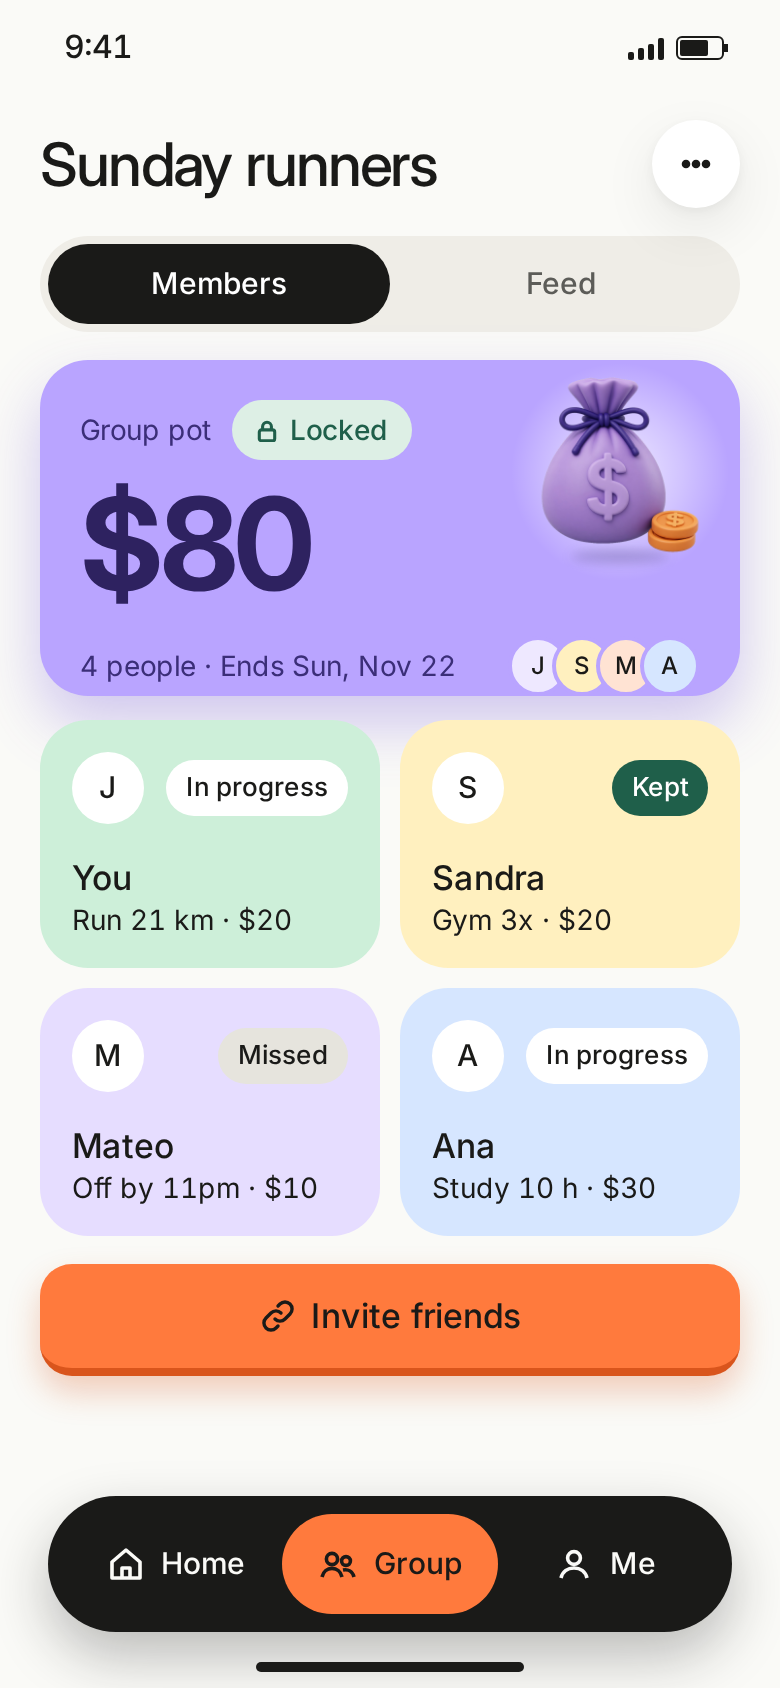 9:41
Sunday runners
Members Feed
Group pot Locked
$80
$
$
4 people · Ends Sun, Nov 22 J S M A
J In progress
You
Run 21 km · $20
S Kept
Sandra
Gym 3x · $20
M Missed
Mateo
Off by 11pm · $10
A In progress
Ana
Study 10 h · $30
Invite friends
Home Group Me